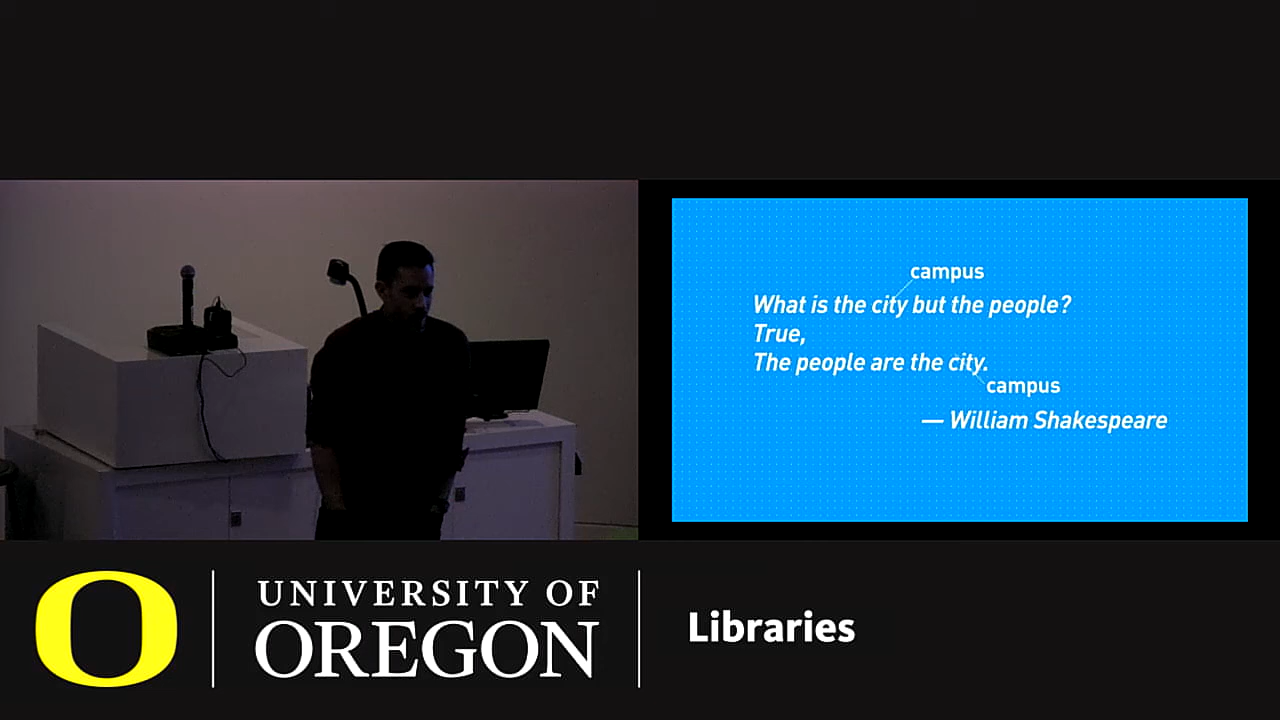 campus
What is the city but the people?
True,
The people are the city.
campus
— William Shakespeare
O
UNIVERSITY OF
OREGON
Libraries